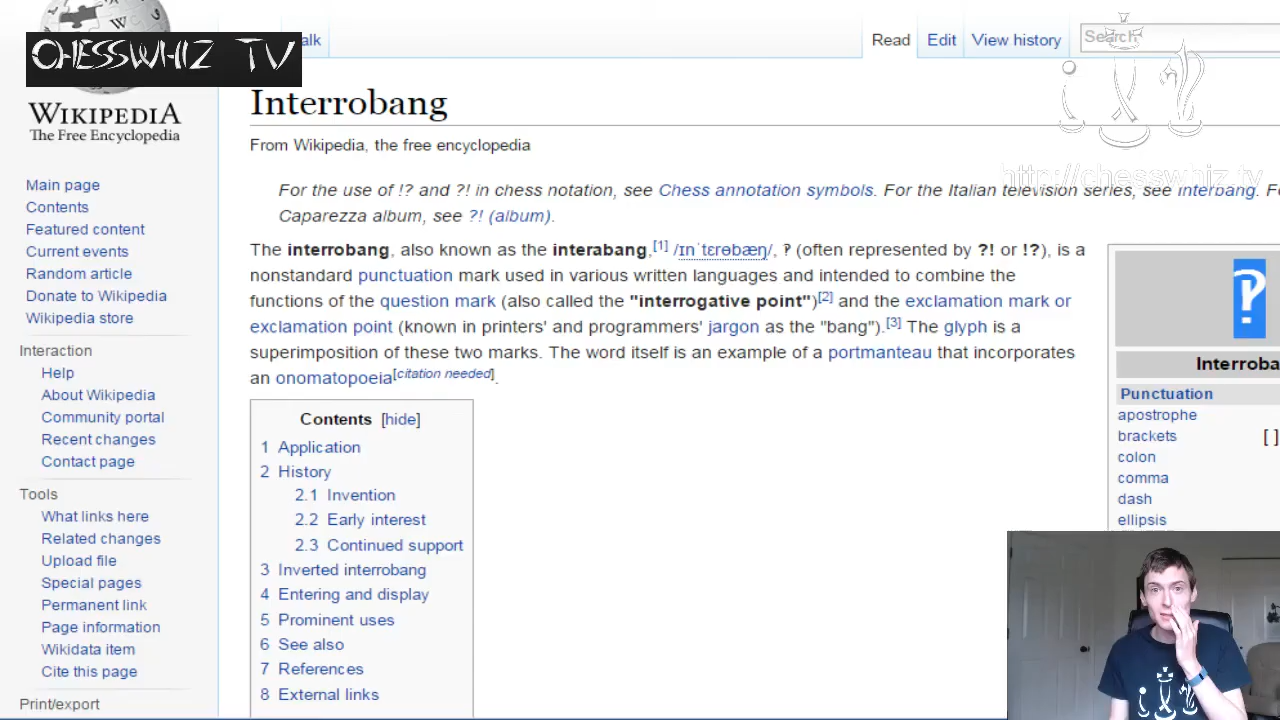 CHESSWHIZ TV
alk
Read Edit View history
Search
WIKIPEDIA
The Free Encyclopedia
Interrobang
From Wikipedia, the free encyclopedia
http://chesswhiz.tv
For the use of !? and ?! in chess notation, see Chess annotation symbols. For the Italian television series, see interbang. Fo
Caparezza album, see ?! (album).
The interrobang, also known as the interabang,[1] /ɪnˈtɛrəbæŋ/, ‽ (often represented by ?! or !?), is a
nonstandard punctuation mark used in various written languages and intended to combine the
functions of the question mark (also called the "interrogative point")[2] and the exclamation mark or
exclamation point (known in printers' and programmers' jargon as the "bang").[3] The glyph is a
superimposition of these two marks. The word itself is an example of a portmanteau that incorporates
an onomatopoeia[citation needed].
Main page
Contents
Featured content
Current events
Random article
Donate to Wikipedia
Wikipedia store
Interaction
Help
About Wikipedia
Community portal
Recent changes
Contact page
Tools
What links here
Related changes
Upload file
Special pages
Permanent link
Page information
Wikidata item
Cite this page
Print/export
Contents [hide]
1 Application
2 History
2.1 Invention
2.2 Early interest
2.3 Continued support
3 Inverted interrobang
4 Entering and display
5 Prominent uses
6 See also
7 References
8 External links
‽
Interroba
Punctuation
apostrophe
brackets [ ]
colon
comma
dash
ellipsis